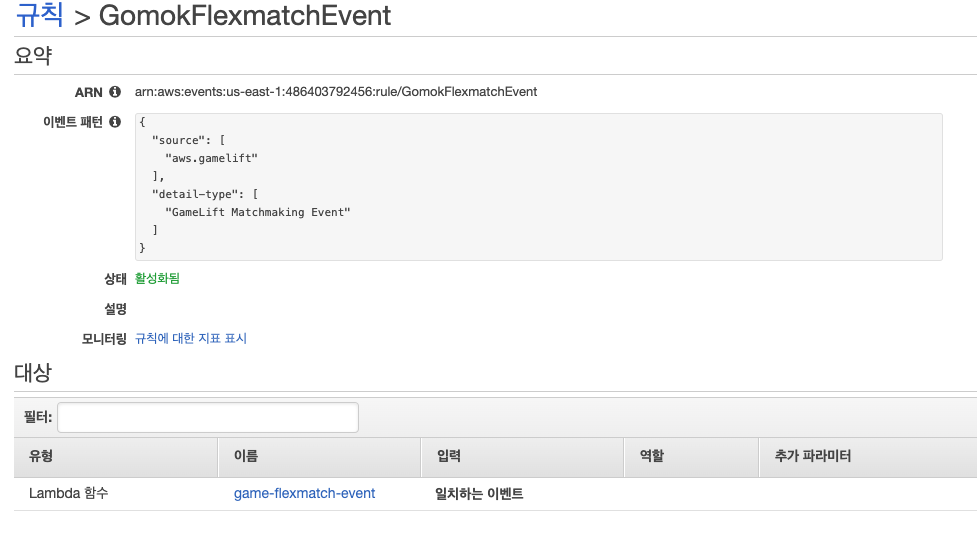 규칙 > GomokFlexmatchEvent
요약
ARN arn:aws:events:us-east-1:486403792456:rule/GomokFlexmatchEvent
이벤트 패턴 {
"source": [
"aws.gamelift"
],
"detail-type": [
"GameLift Matchmaking Event"
]
}
상태 활성화됨
설명
모니터링 규칙에 대한 지표 표시
대상
필터:
유형 이름 입력 역할 추가 파라미터
Lambda 함수 game-flexmatch-event 일치하는 이벤트